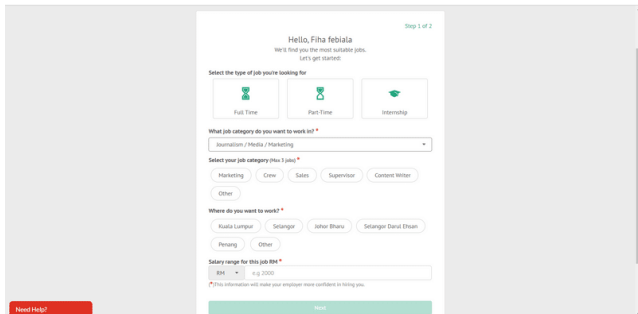 Step 1 of 2
Hello, Fiha febiala
We'll find you the most suitable jobs.
Let's get started!
Select the type of job you're looking for
Full Time Part-Time Internship
What job category do you want to work in? *
Journalism / Media / Marketing
Select your job category (Max 3 jobs) *
Marketing Crew Sales Supervisor Content Writer
Other
Where do you want to work? *
Kuala Lumpur Selangor Johor Bharu Selangor Darul Ehsan
Penang Other
Salary range for this job RM *
RM e.g 2000
(*)This information will make your employer more confident in hiring you.
Next
Need Help?